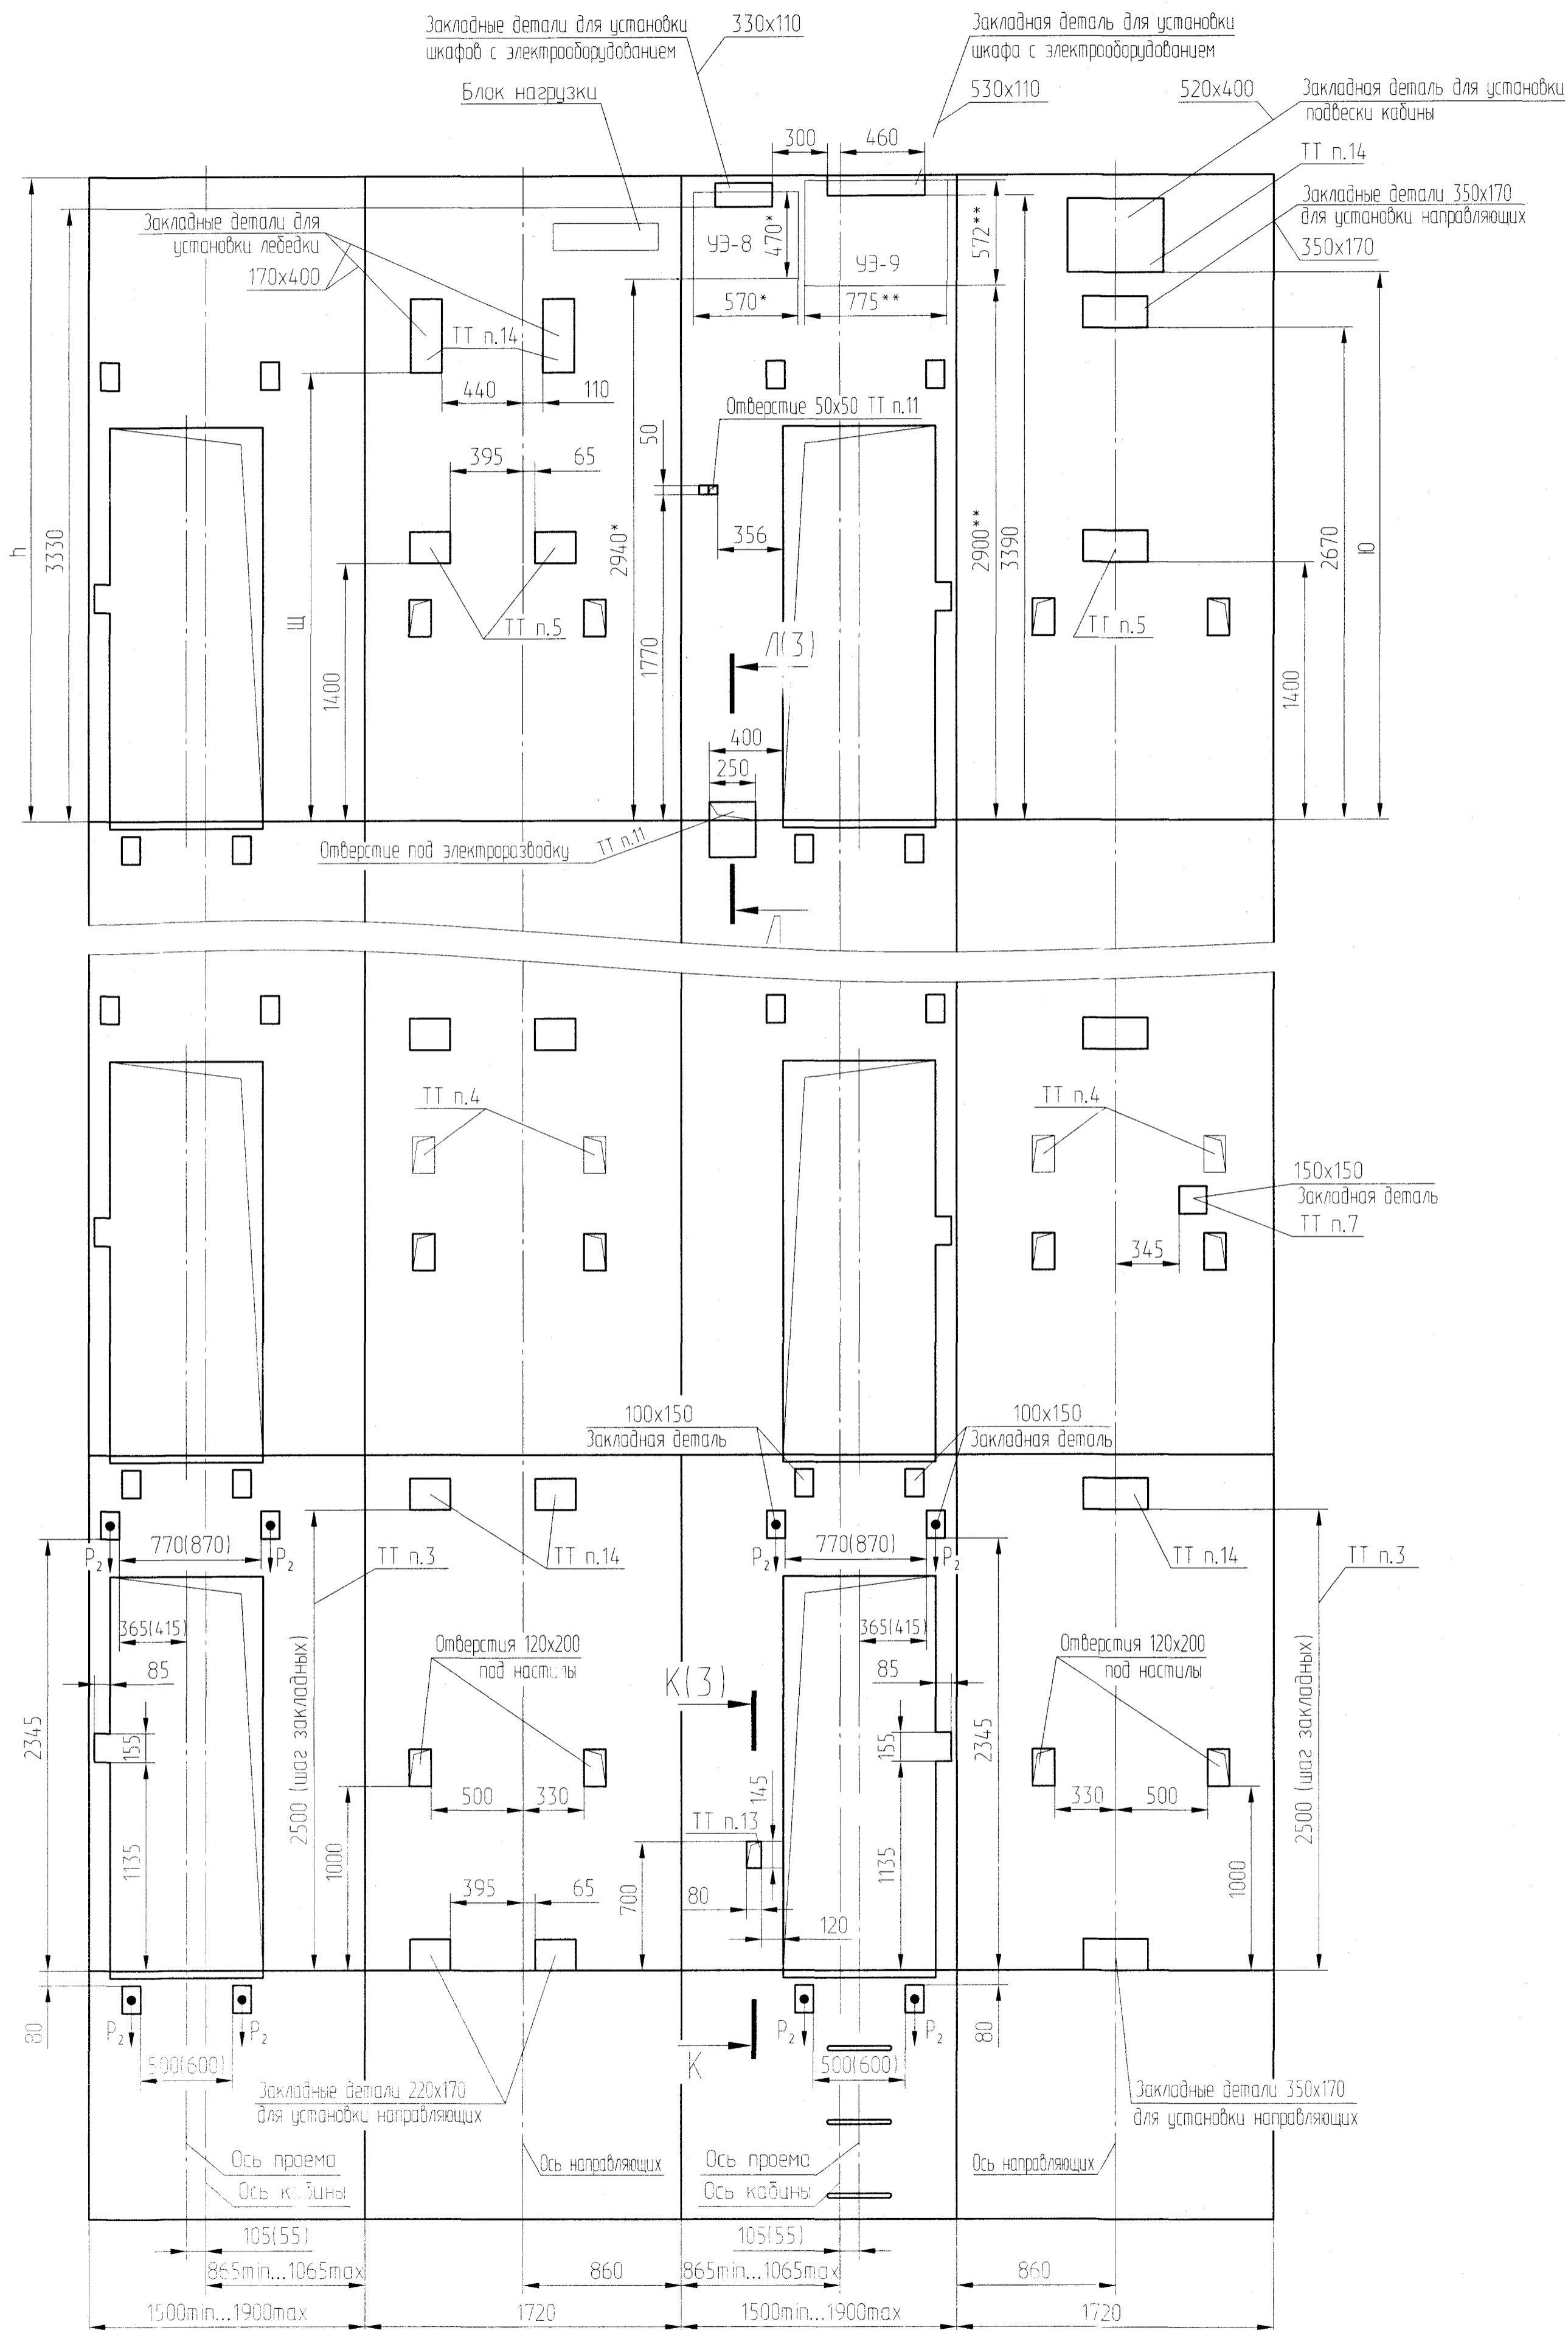 Закладные детали для установки
шкафов с электрооборудованием
330х110
Закладная деталь для установки
шкафа с электрооборудованием
530х110
520х400
Закладная деталь для установки
подвески кабины
ТТ п.14
Закладные детали 350х170
для установки направляющих
350х170
Блок нагрузки
300
460
Закладные детали для
установки лебедки
170х400
УЭ-8
470*
УЭ-9
572**
570*
775**
ТТ п.14
440
110
Отверстие 50х50 ТТ п.11
50
395
65
356
h
3330
Щ
1400
ТТ п.5
2940*
1770
2900**
3390
ТТ п.5
1400
2670
Ю
Л(3)
400
250
Отверстие под электроразводку
ТТ п.11
Л
ТТ п.4
ТТ п.4
150х150
Закладная деталь
ТТ п.7
345
100х150
Закладная деталь
100х150
Закладная деталь
770(870)
P2
P2
ТТ п.3
ТТ п.14
770(870)
P2
P2
ТТ п.14
ТТ п.3
365(415)
365(415)
Отверстия 120х200
под настилы
Отверстия 120х200
под настилы
85
85
К(3)
2345
155
1135
2500 (шаг закладных)
1000
500
330
145
155
2345
330
500
2500 (шаг закладных)
1000
ТТ п.13
700
80
120
1135
395
65
80
P2
P2
500(600)
P2
P2
500(600)
80
К
Закладные детали 220х170
для установки направляющих
Закладные детали 350х170
для установки направляющих
Ось проема
Ось кабины
Ось направляющих
Ось проема
Ось кабины
Ось направляющих
105(55)
105(55)
865min...1065max
860
865min...1065max
860
1500min...1900max
1720
1500min...1900max
1720